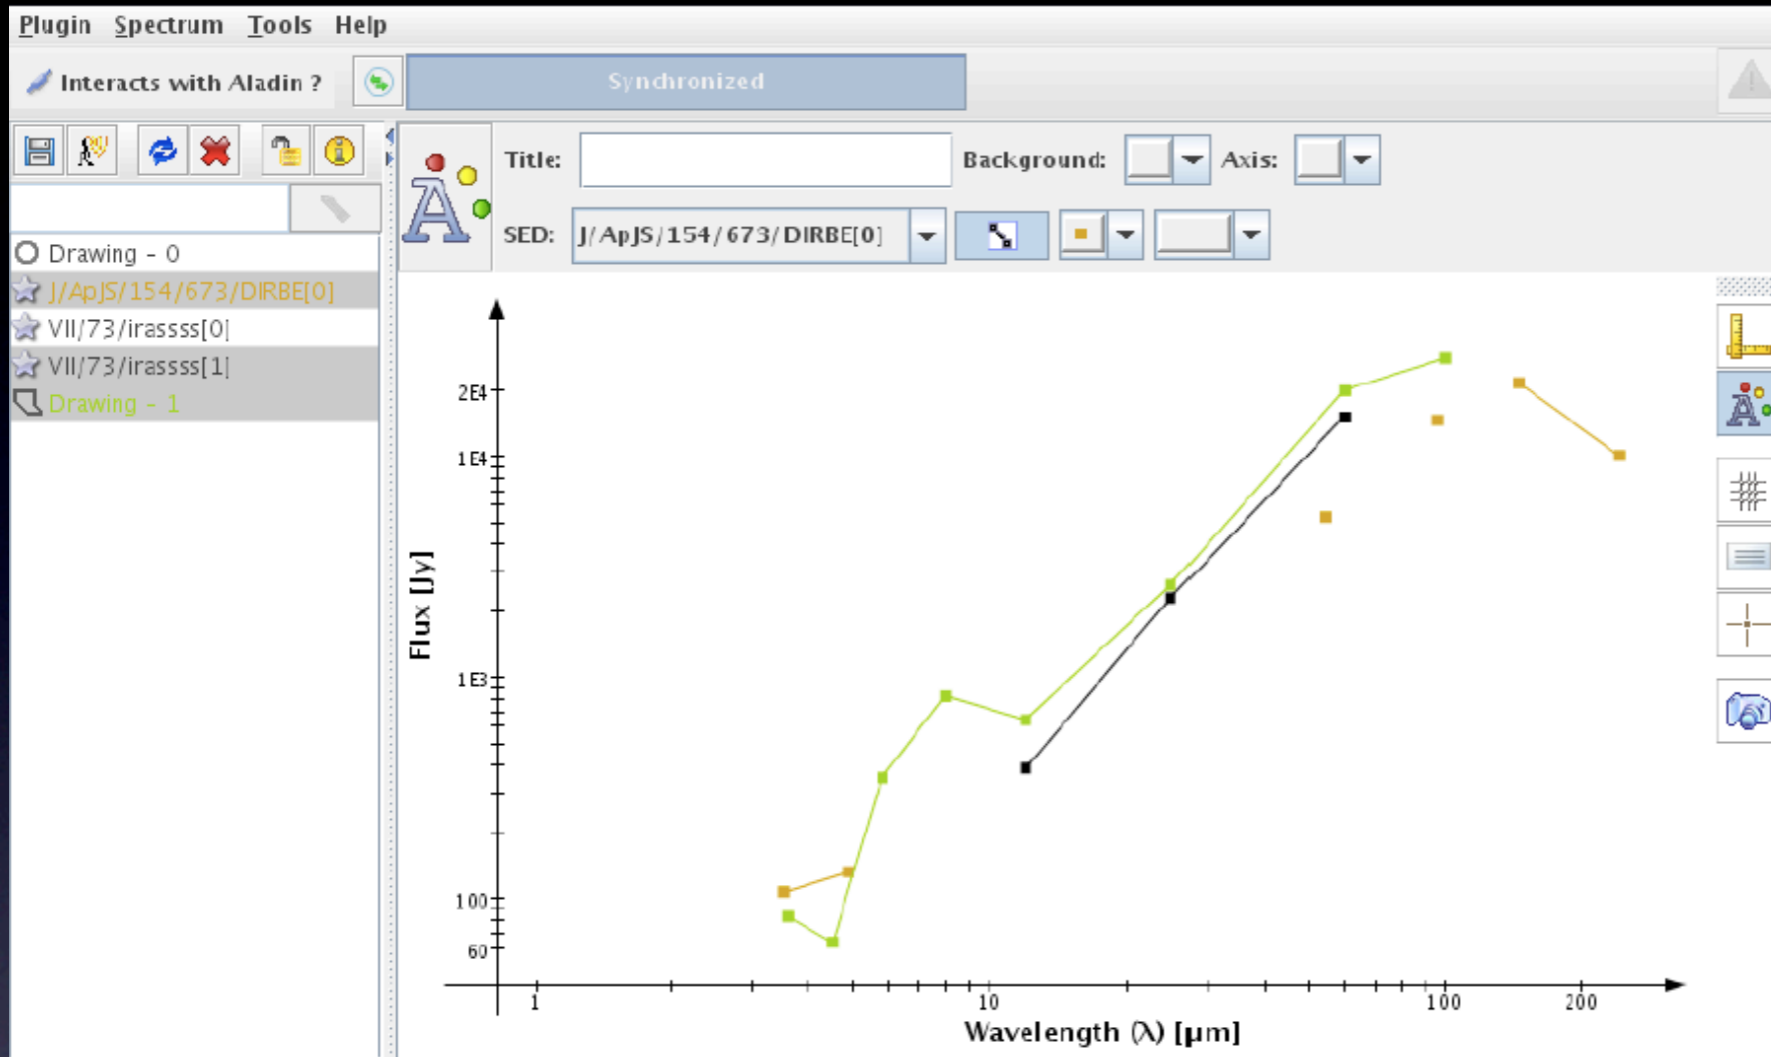 Plugin Spectrum Tools Help
Interacts with Aladin ?
Synchronized
Title:
Background:
Axis:
SED:
J/ApJS/154/673/DIRBE[0]
Drawing - 0
J/ApJS/154/673/DIRBE[0]
VII/73/irassss[0]
VII/73/irassss[1]
Drawing - 1
Flux [Jy]
2E4
1E4
1E3
100
60
1 10 100 200
Wavelength (λ) [μm]